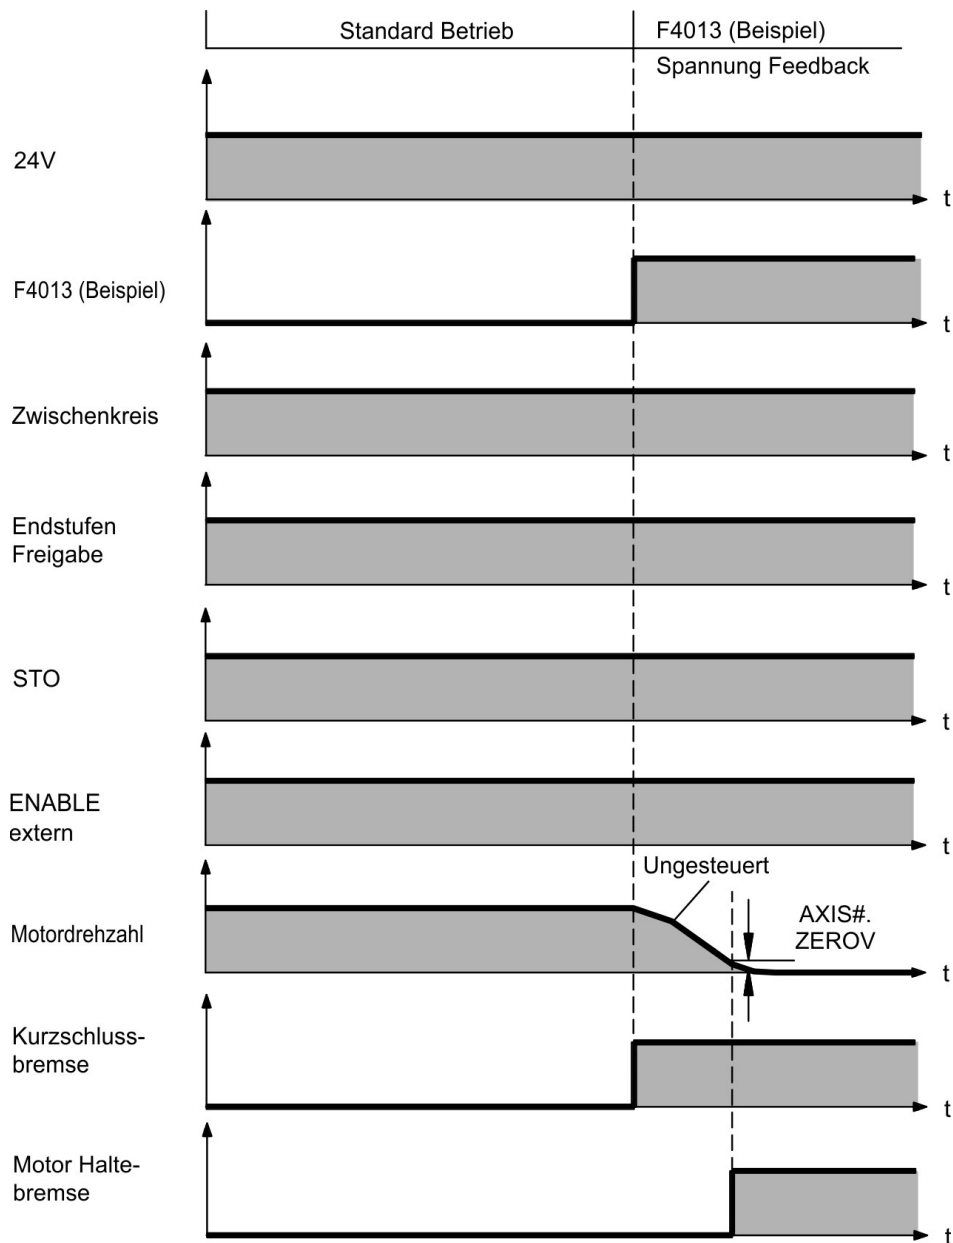 Standard Betrieb
F4013 (Beispiel)
Spannung Feedback
24V
t
F4013 (Beispiel)
t
Zwischenkreis
t
Endstufen
Freigabe
t
STO
t
ENABLE
extern
t
Ungesteuert
AXIS#.
ZEROV
Motordrehzahl
t
Kurzschluss-
bremse
t
Motor Halte-
bremse
t